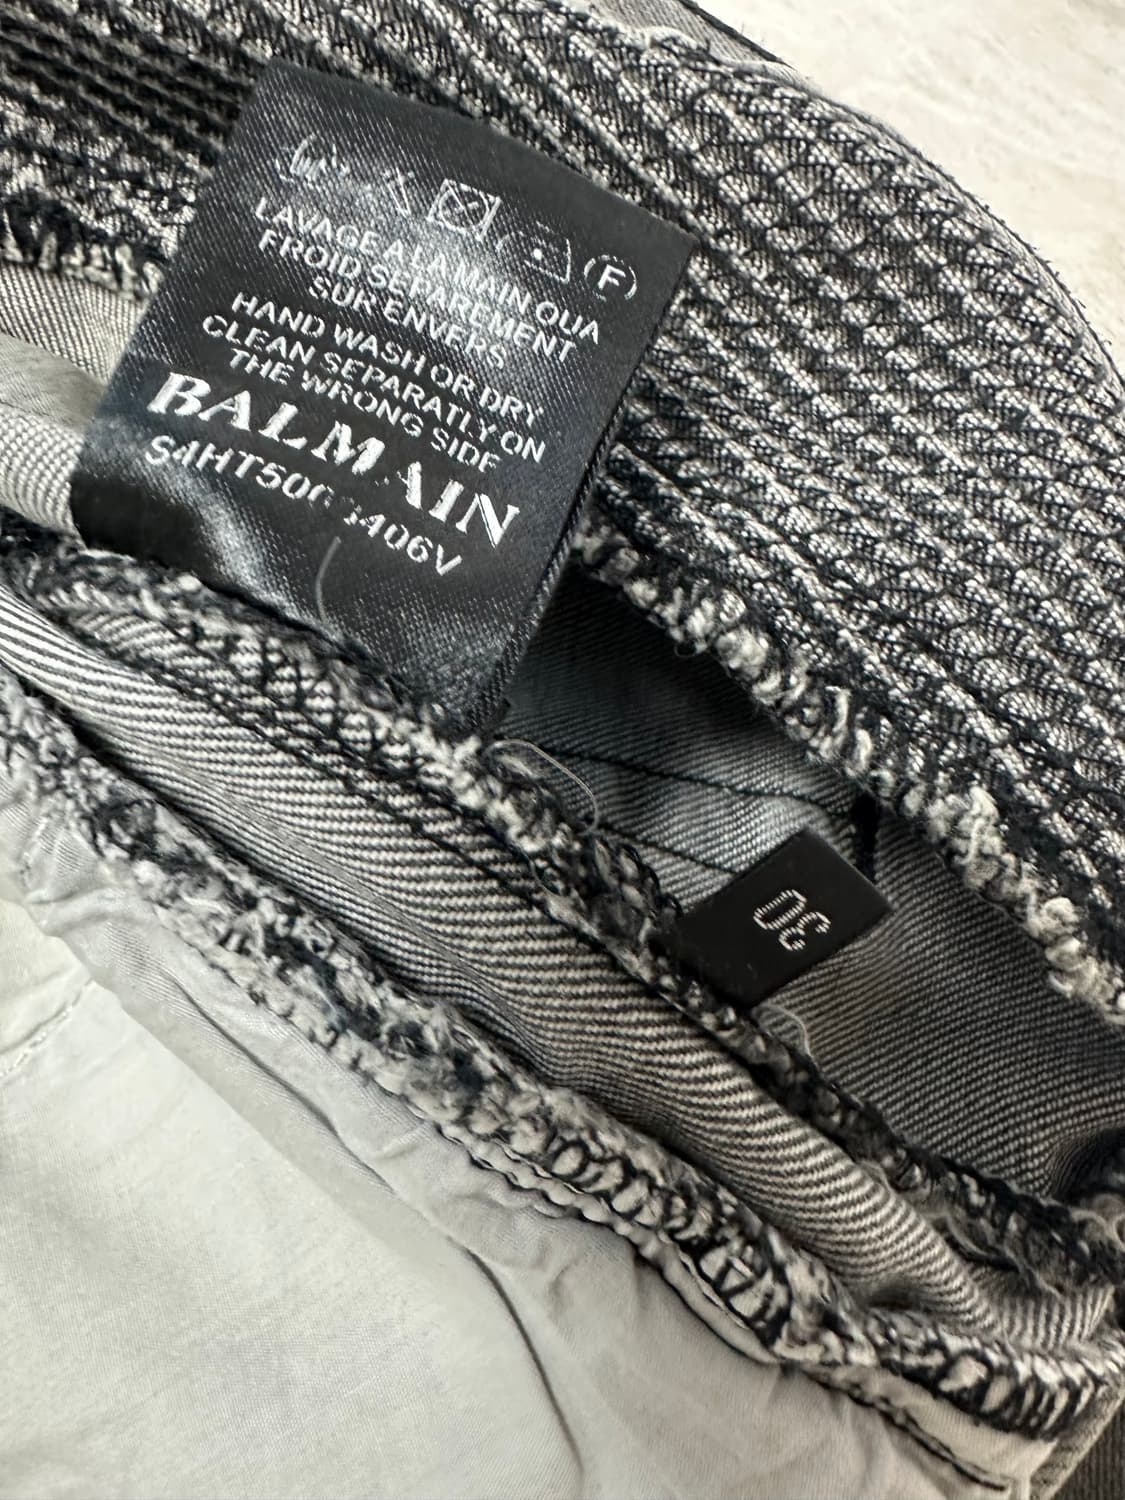 F
LAVAGE A LA MAIN OUA
FROID SEPAREMENT
SUR ENVERS
HAND WASH OR DRY
CLEAN SEPARATLY ON
THE WRONG SIDE
BALMAIN
30